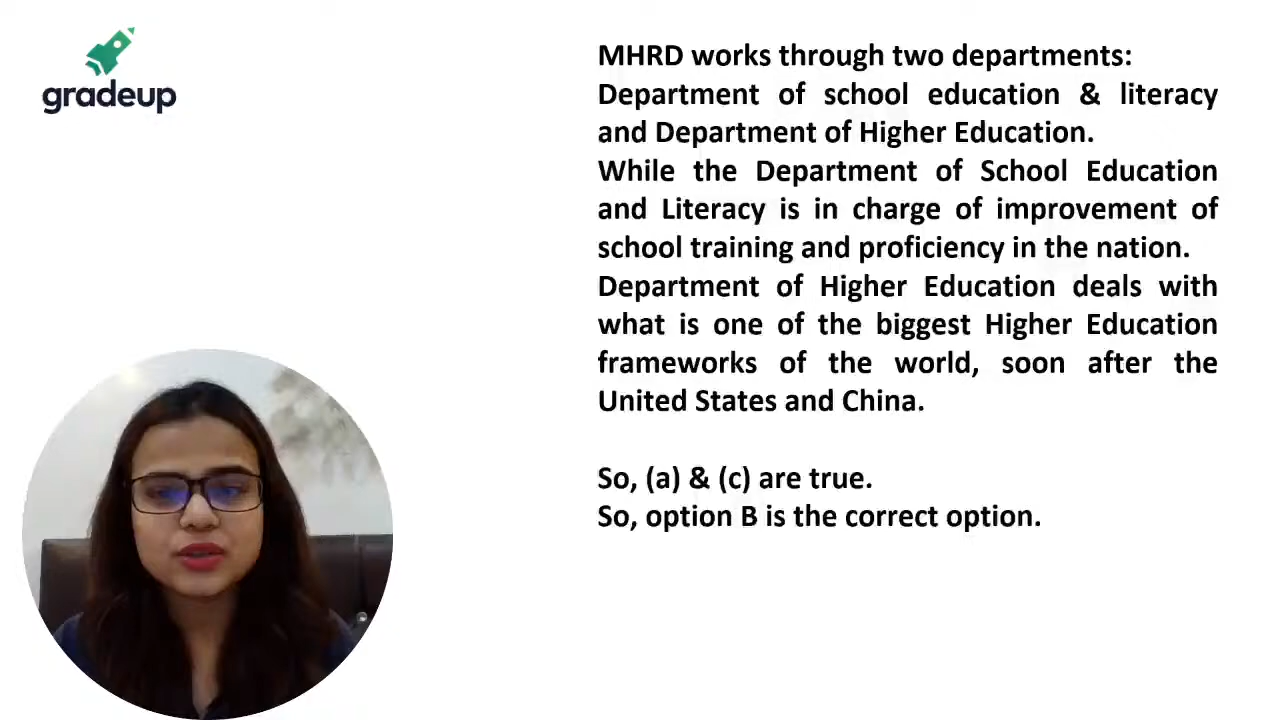 gradeup
MHRD works through two departments:
Department of school education & literacy
and Department of Higher Education.
While the Department of School Education
and Literacy is in charge of improvement of
school training and proficiency in the nation.
Department of Higher Education deals with
what is one of the biggest Higher Education
frameworks of the world, soon after the
United States and China.
So, (a) & (c) are true.
So, option B is the correct option.